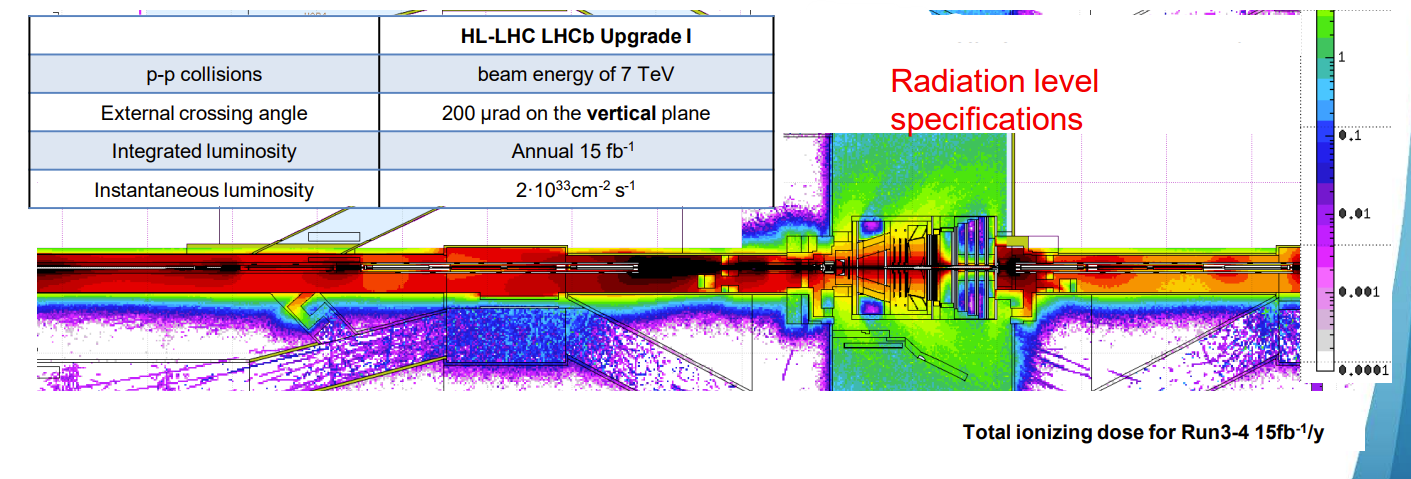 HL-LHC LHCb Upgrade I
p-p collisions beam energy of 7 TeV
External crossing angle 200 µrad on the vertical plane
Integrated luminosity Annual 15 fb⁻¹
Instantaneous luminosity 2·10³³cm⁻² s⁻¹
Radiation level
specifications
1
0.1
0.01
0.001
0.0001
Total ionizing dose for Run3-4 15fb⁻¹/y